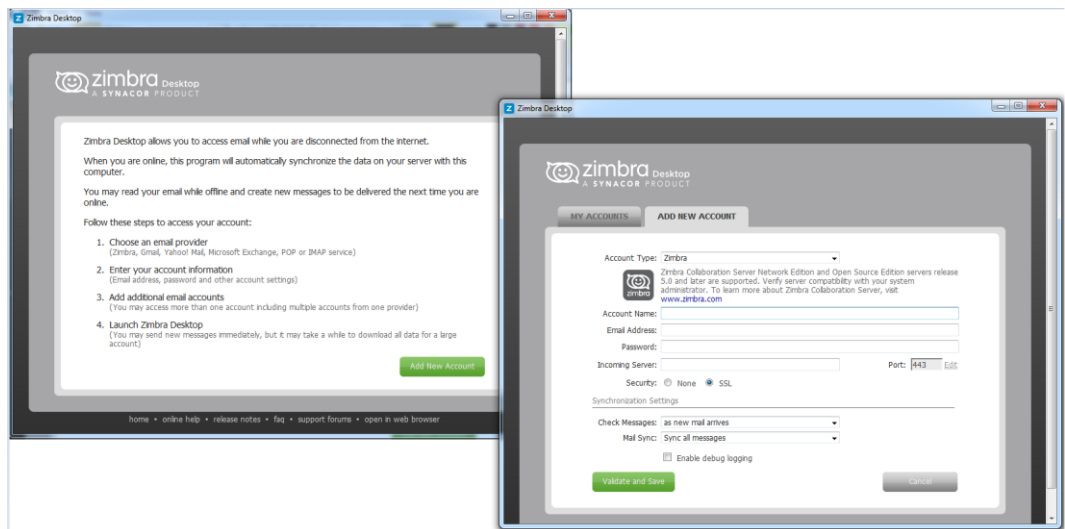 Zimbra Desktop
zimbra Desktop
A SYNACOR PRODUCT
Zimbra Desktop allows you to access email while you are disconnected from the internet.
When you are online, this program will automatically synchronize the data on your server with this
computer.
You may read your email while offline and create new messages to be delivered the next time you are
online.
Follow these steps to access your account:
1. Choose an email provider
(Zimbra, Gmail, Yahoo! Mail, Microsoft Exchange, POP or IMAP service)
2. Enter your account information
(Email address, password and other account settings)
3. Add additional email accounts
(You may access more than one account including multiple accounts from one provider)
4. Launch Zimbra Desktop
(You may send new messages immediately, but it may take a while to download all data for a large
account)
Add New Account
home • online help • release notes • faq • support forums • open in web browser
Zimbra Desktop
zimbra Desktop
A SYNACOR PRODUCT
MY ACCOUNTS ADD NEW ACCOUNT
Account Type: Zimbra
Zimbra Collaboration Server Network Edition and Open Source Edition servers release
5.0 and later are supported. Verify server compatibility with your system
administrator. To learn more about Zimbra Collaboration Server, visit
www.zimbra.com
zimbra
Account Name:
Email Address:
Password:
Incoming Server: Port: 443 Edit
Security: None SSL
Synchronization Settings
Check Messages: as new mail arrives
Mail Sync: Sync all messages
Enable debug logging
Validate and Save Cancel